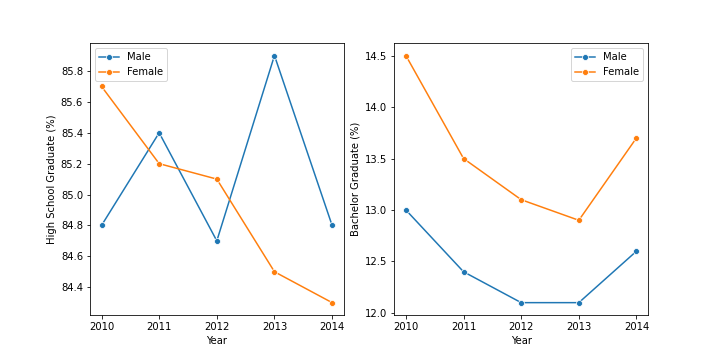 High School Graduate (%)
85.8
85.6
85.4
85.2
85.0
84.8
84.6
84.4
Male
Female
2010 2011 2012 2013 2014
Year
Bachelor Graduate (%)
14.5
14.0
13.5
13.0
12.5
12.0
Male
Female
2010 2011 2012 2013 2014
Year